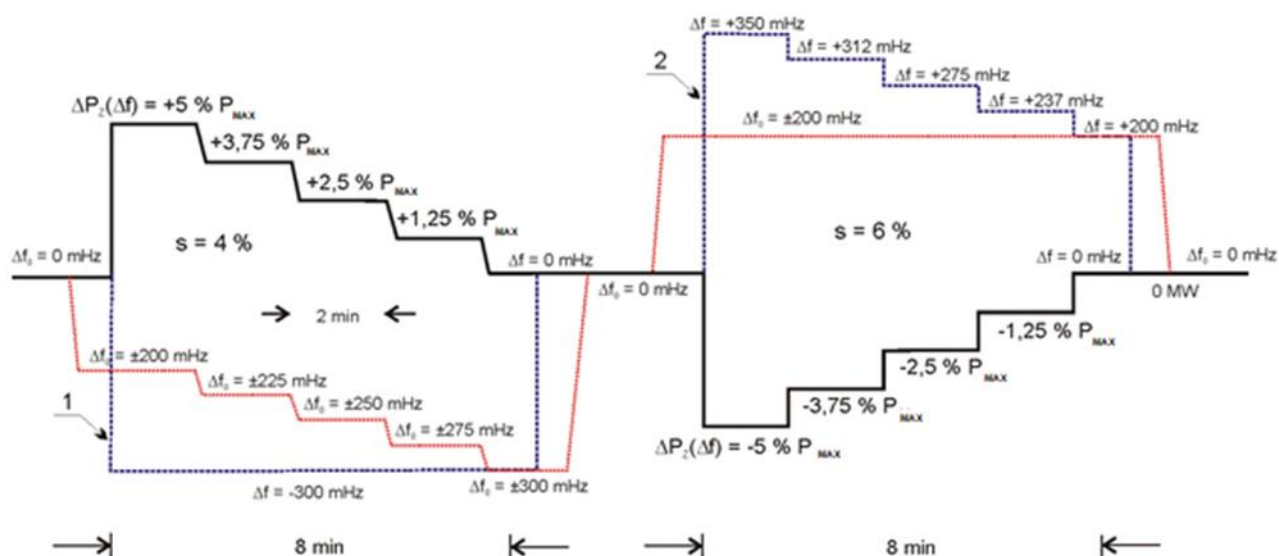 Δf = +350 mHz
Δf = +312 mHz
2
Δf = +275 mHz
Δf = +237 mHz
ΔP_Z(Δf) = +5 % P_MAX
Δf₀ = ±200 mHz
Δf = +200 mHz
+3,75 % P_MAX
+2,5 % P_MAX
+1,25 % P_MAX
s = 4 %
s = 6 %
Δf₀ = 0 mHz
Δf = 0 mHz
Δf = 0 mHz
Δf₀ = 0 mHz
Δf₀ = 0 mHz
0 MW
2 min
-1,25 % P_MAX
Δf₀ = ±200 mHz
-2,5 % P_MAX
Δf₀ = ±225 mHz
1
Δf₀ = ±250 mHz
-3,75 % P_MAX
Δf₀ = ±275 mHz
ΔP_Z(Δf) = -5 % P_MAX
Δf = -300 mHz
Δf₀ = ±300 mHz
8 min
8 min